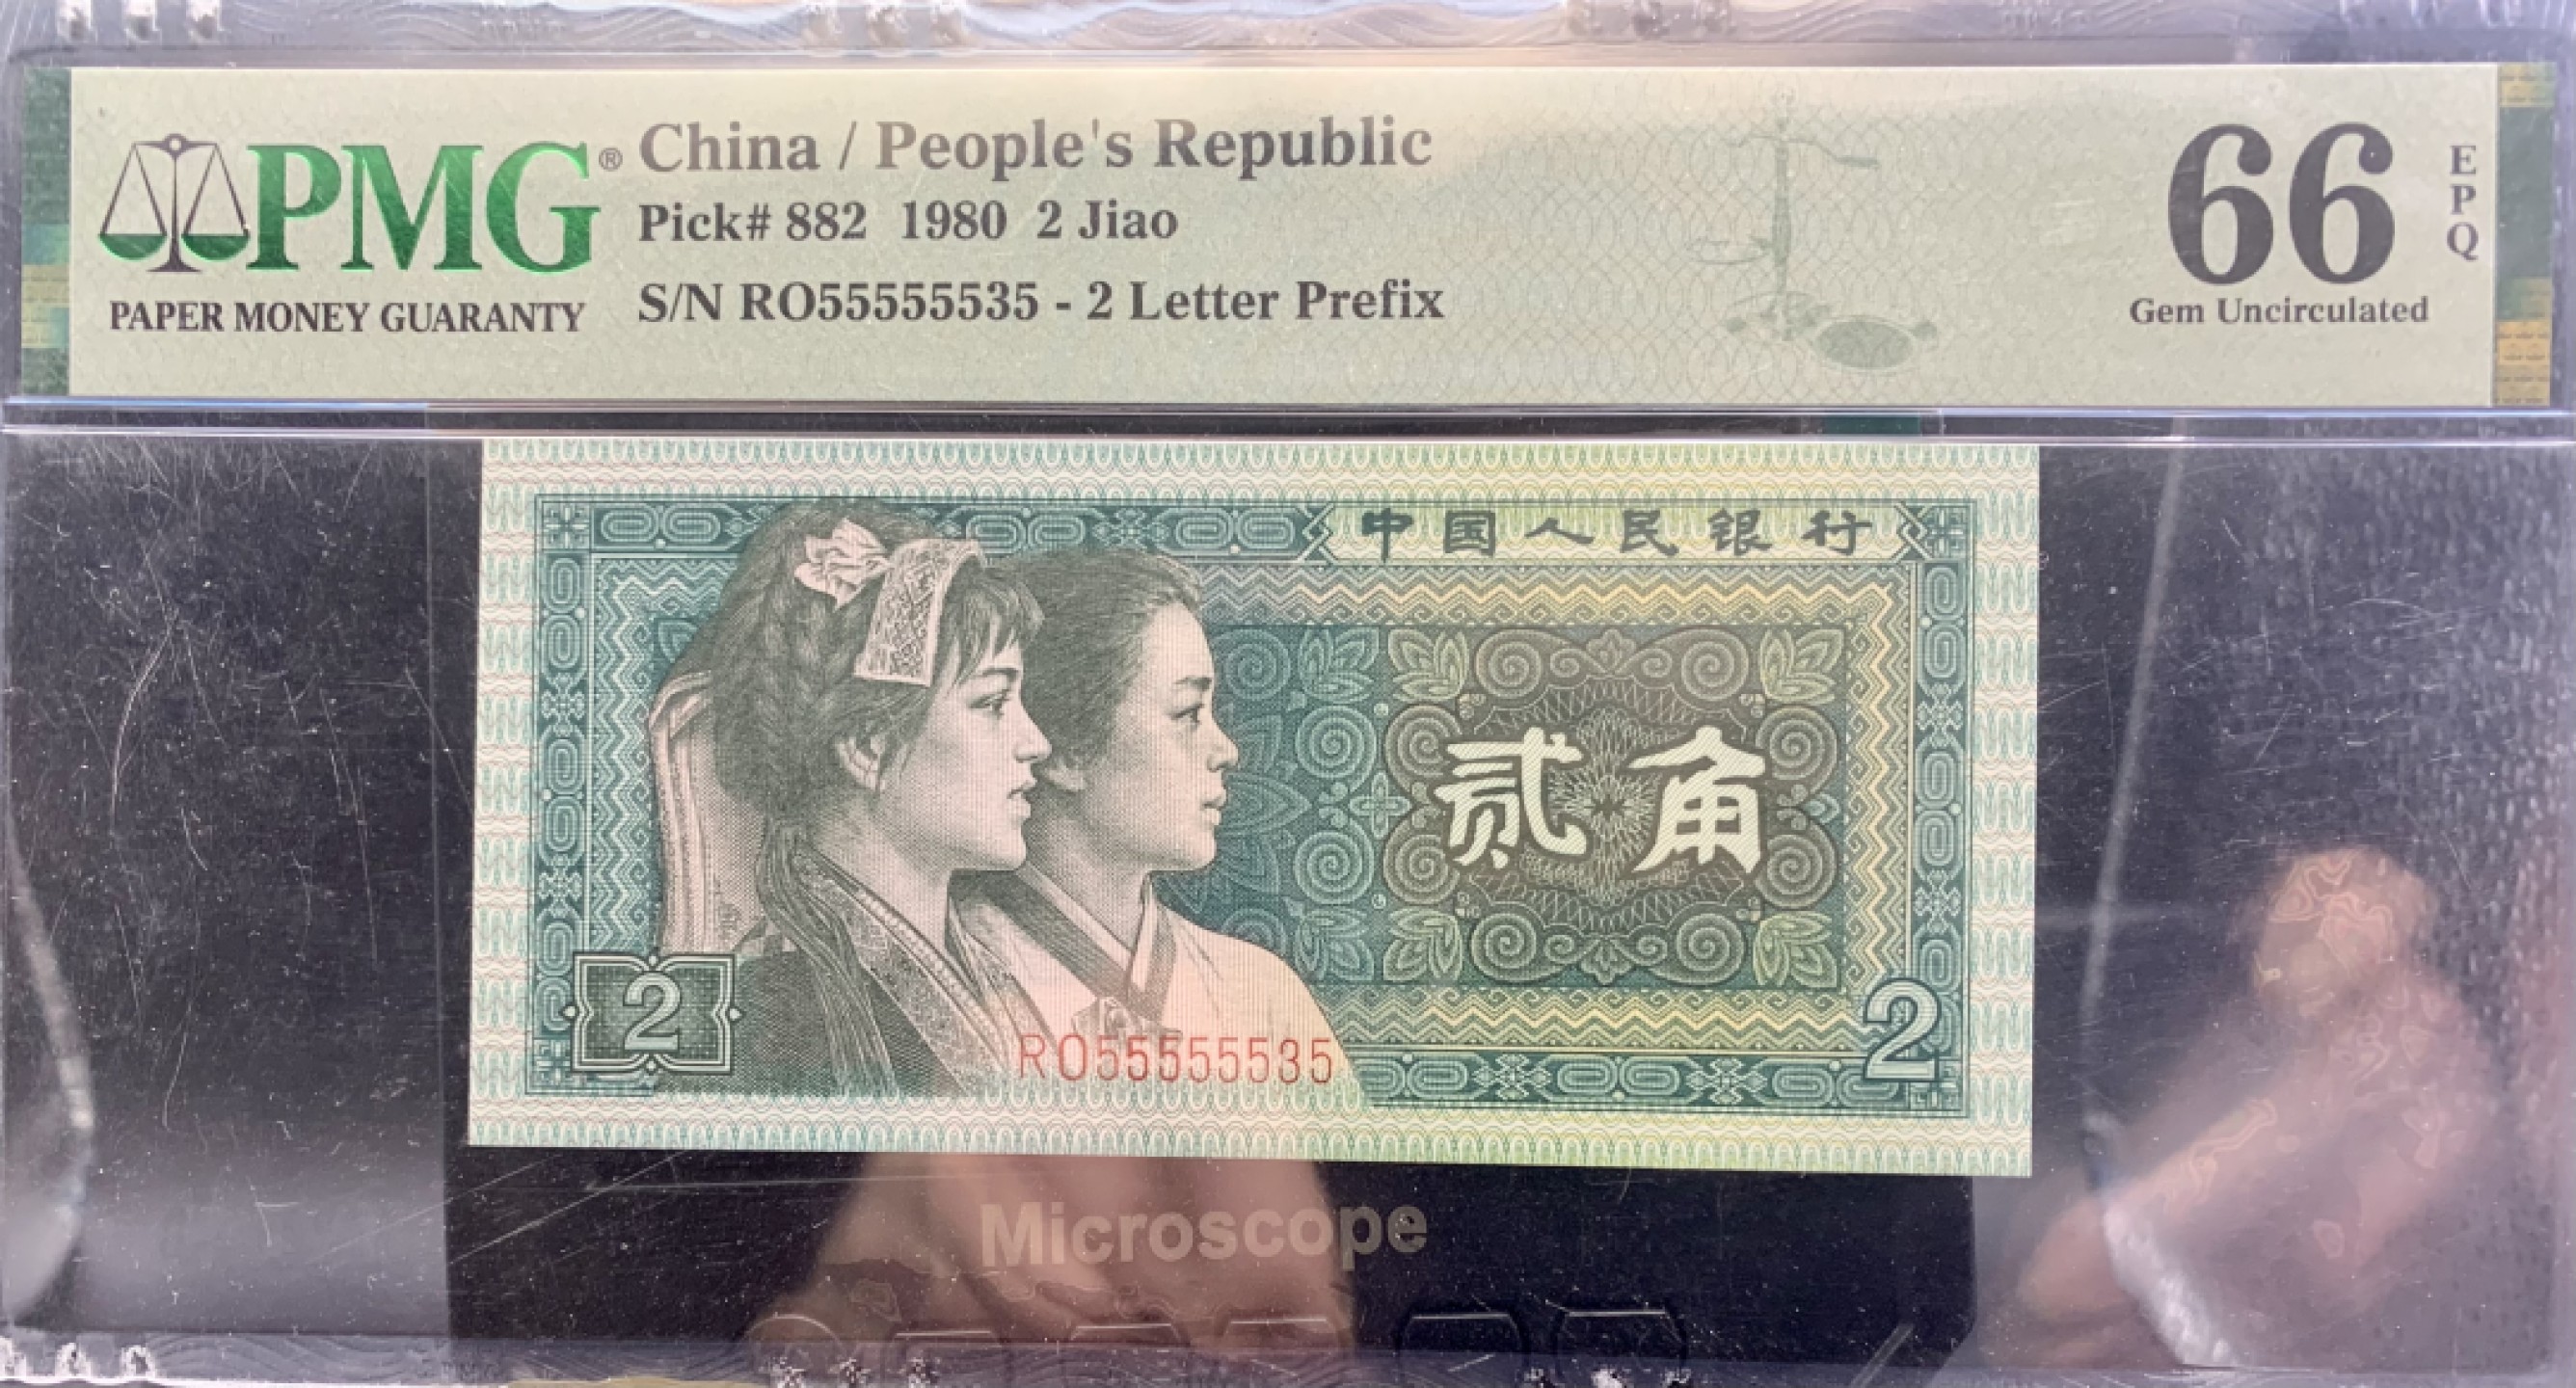 PMG®
PAPER MONEY GUARANTY
China / People's Republic
Pick# 882 1980 2 Jiao
S/N RO55555535 - 2 Letter Prefix
66
EPQ
Gem Uncirculated
中国人民银行
贰角
2
2
RO55555535
Microscope